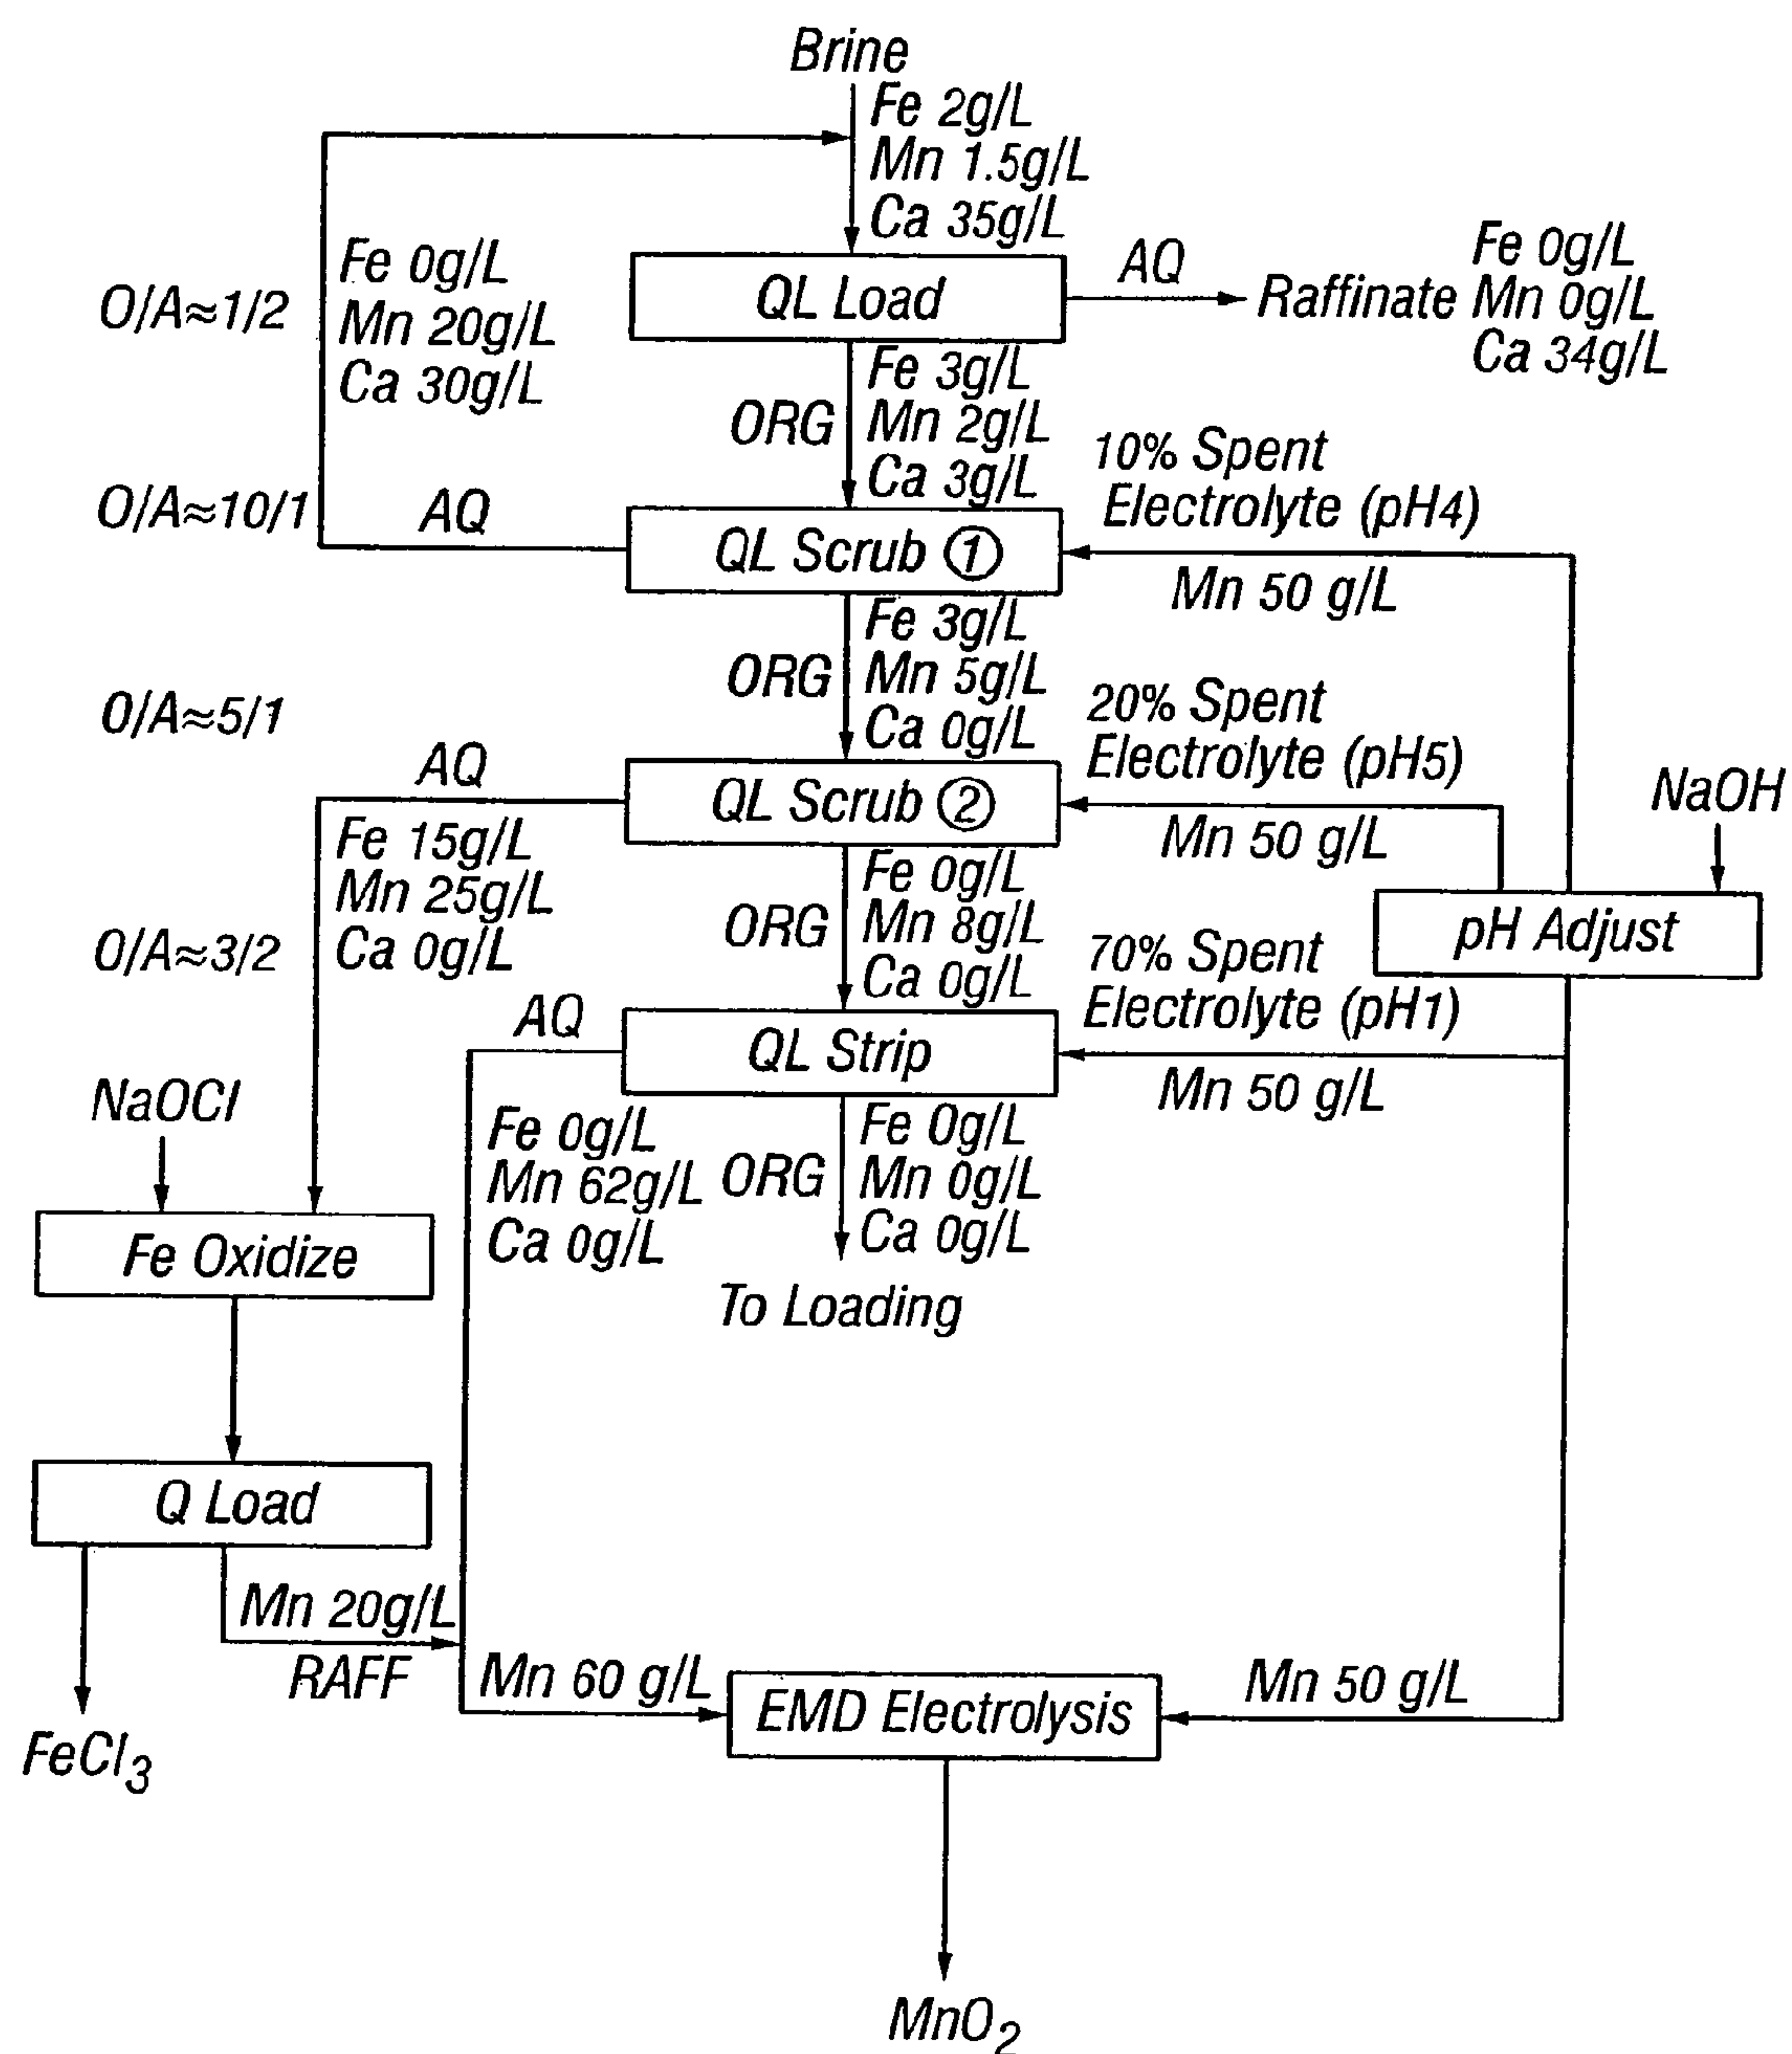 Brine
Fe 2g/L
Mn 1.5g/L
Ca 35g/L
O/A≈1/2
Fe 0g/L
Mn 20g/L
Ca 30g/L
QL Load
AQ
Raffinate
Fe 0g/L
Mn 0g/L
Ca 34g/L
ORG
Fe 3g/L
Mn 2g/L
Ca 3g/L
10% Spent
Electrolyte (pH4)
O/A≈10/1
AQ
QL Scrub ①
Mn 50 g/L
ORG
Fe 3g/L
Mn 5g/L
Ca 0g/L
20% Spent
Electrolyte (pH5)
O/A≈5/1
AQ
QL Scrub ②
Mn 50 g/L
NaOH
Fe 15g/L
Mn 25g/L
Ca 0g/L
ORG
Fe 0g/L
Mn 8g/L
Ca 0g/L
pH Adjust
O/A≈3/2
70% Spent
Electrolyte (pH1)
AQ
QL Strip
Mn 50 g/L
NaOCl
Fe 0g/L
Mn 62g/L
Ca 0g/L
ORG
Fe 0g/L
Mn 0g/L
Ca 0g/L
To Loading
Fe Oxidize
Q Load
Mn 20g/L
RAFF
FeCl3
Mn 60 g/L
EMD Electrolysis
Mn 50 g/L
MnO2